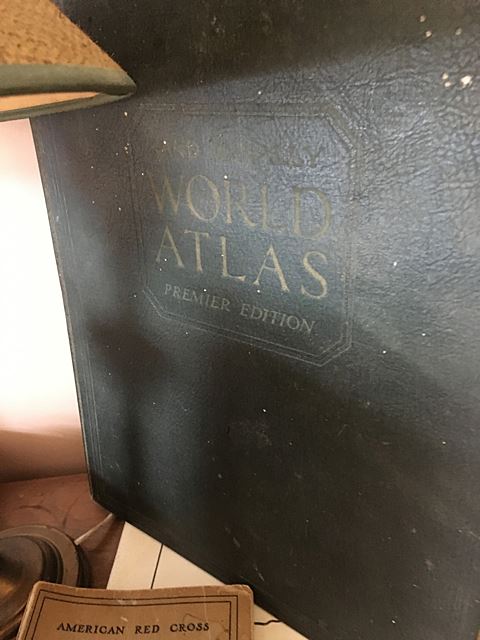 WORLD
ATLAS
PREMIER EDITION
AMERICAN RED CROSS